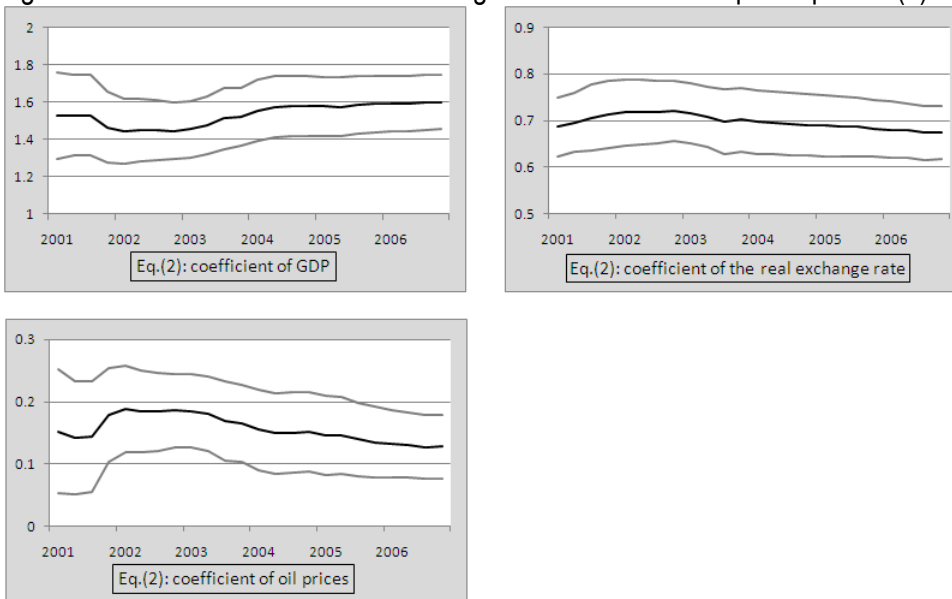 2
1.8
1.6
1.4
1.2
1
2001 2002 2003 2004 2005 2006
Eq.(2): coefficient of GDP
0.9
0.8
0.7
0.6
0.5
2001 2002 2003 2004 2005 2006
Eq.(2): coefficient of the real exchange rate
0.3
0.2
0.1
0
2001 2002 2003 2004 2005 2006
Eq.(2): coefficient of oil prices